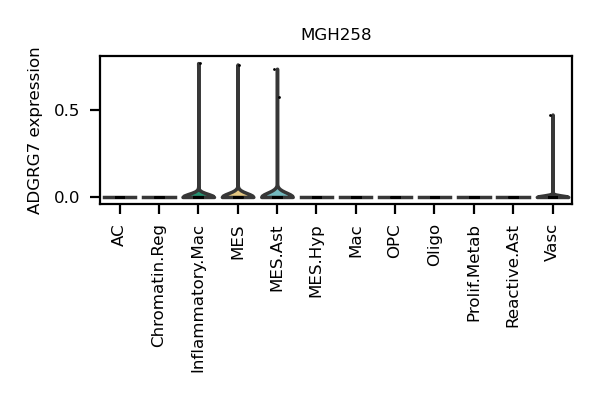 MGH258
ADGRG7 expression
0.5
0.0
AC
Chromatin.Reg
Inflammatory.Mac
MES
MES.Ast
MES.Hyp
Mac
OPC
Oligo
Prolif.Metab
Reactive.Ast
Vasc